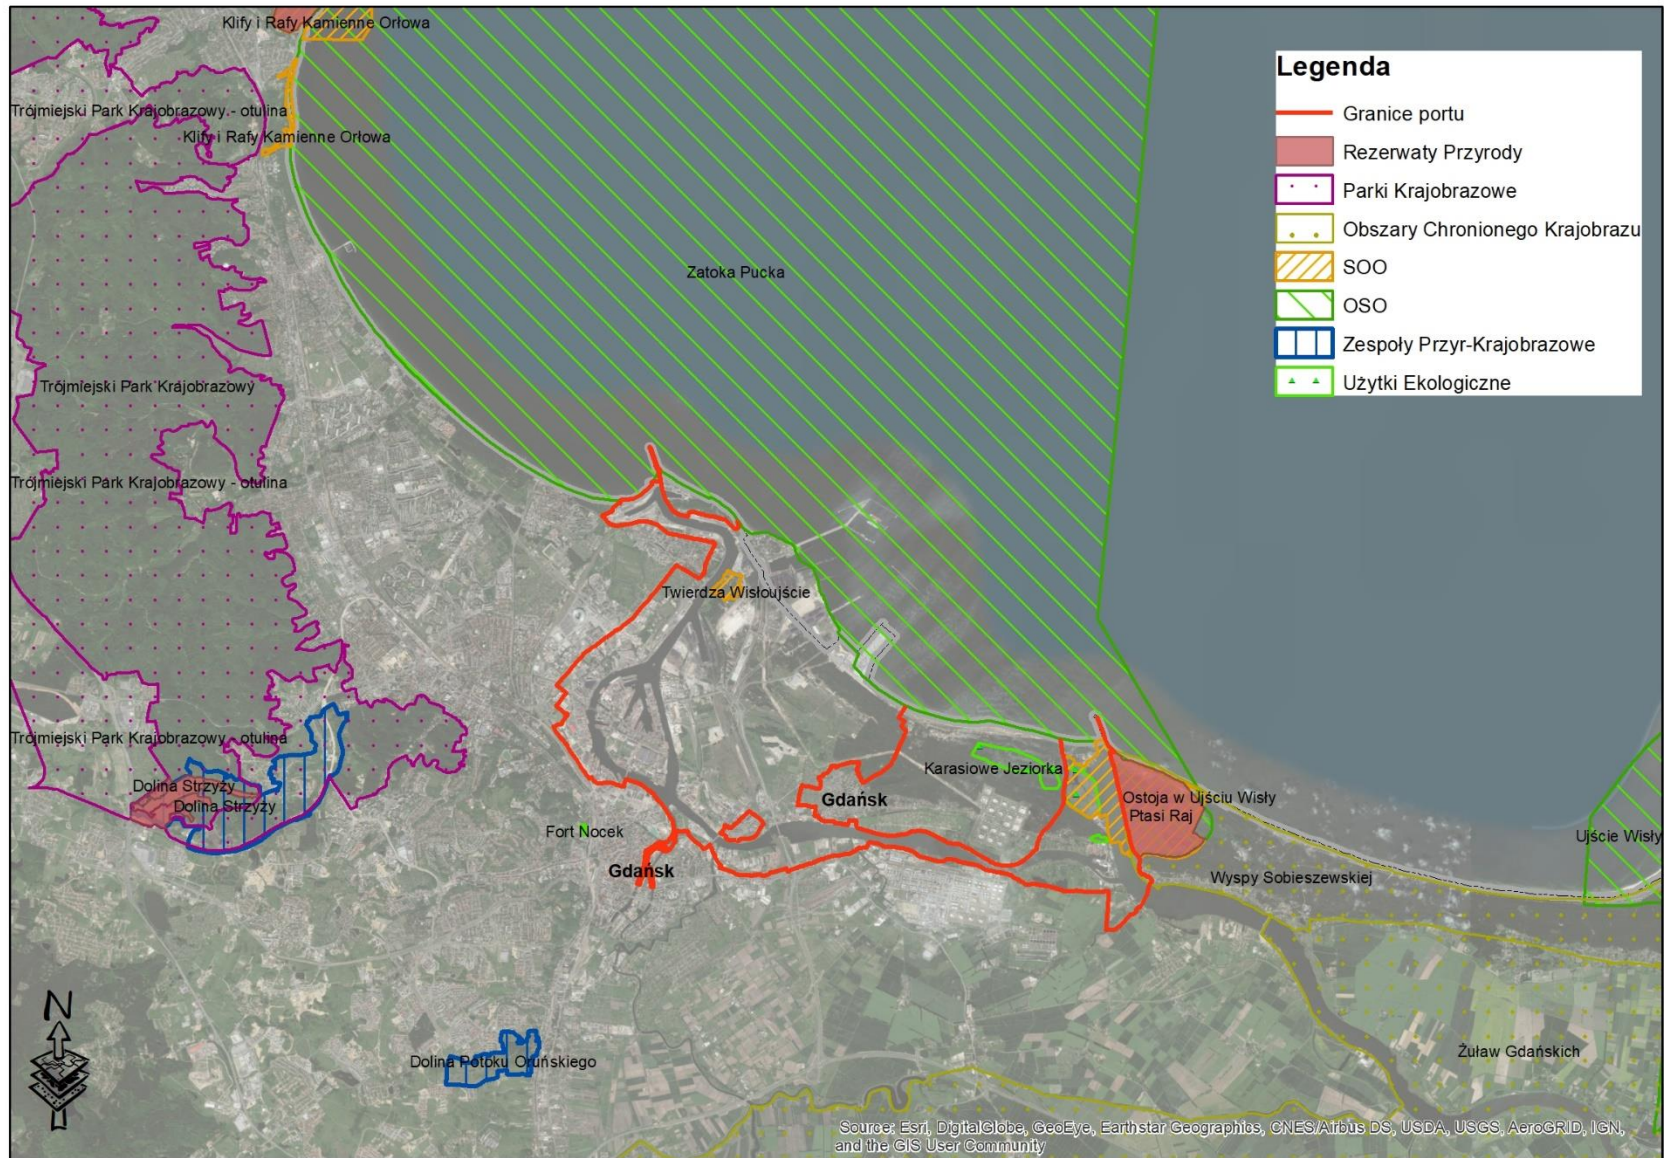 Klify i Rafy Kamienne Orłowa
Legenda
Granice portu
Rezerwaty Przyrody
Parki Krajobrazowe
Obszary Chronionego Krajobrazu
SOO
OSO
Zespoły Przyr-Krajobrazowe
Użytki Ekologiczne
Trójmiejski Park Krajobrazowy - otulina
Klify i Rafy Kamienne Orłowa
Zatoka Pucka
Trójmiejski Park Krajobrazowy
Trójmiejski Park Krajobrazowy - otulina
Twierdza Wisłoujście
Trójmiejski Park Krajobrazowy - otulina
Karasiowe Jeziorka
Dolina Strzyży
Dolina Strzyży
Gdańsk
Ostoja w Ujściu Wisły
Ptasi Raj
Fort Nocek
Ujście Wisły
Gdańsk
Wyspy Sobieszewskiej
Żuław Gdańskich
Dolina Potoku Oruńskiego
N
Source: Esri, DigitalGlobe, GeoEye, Earthstar Geographics, CNES/Airbus DS, USDA, USGS, AeroGRID, IGN,
and the GIS User Community